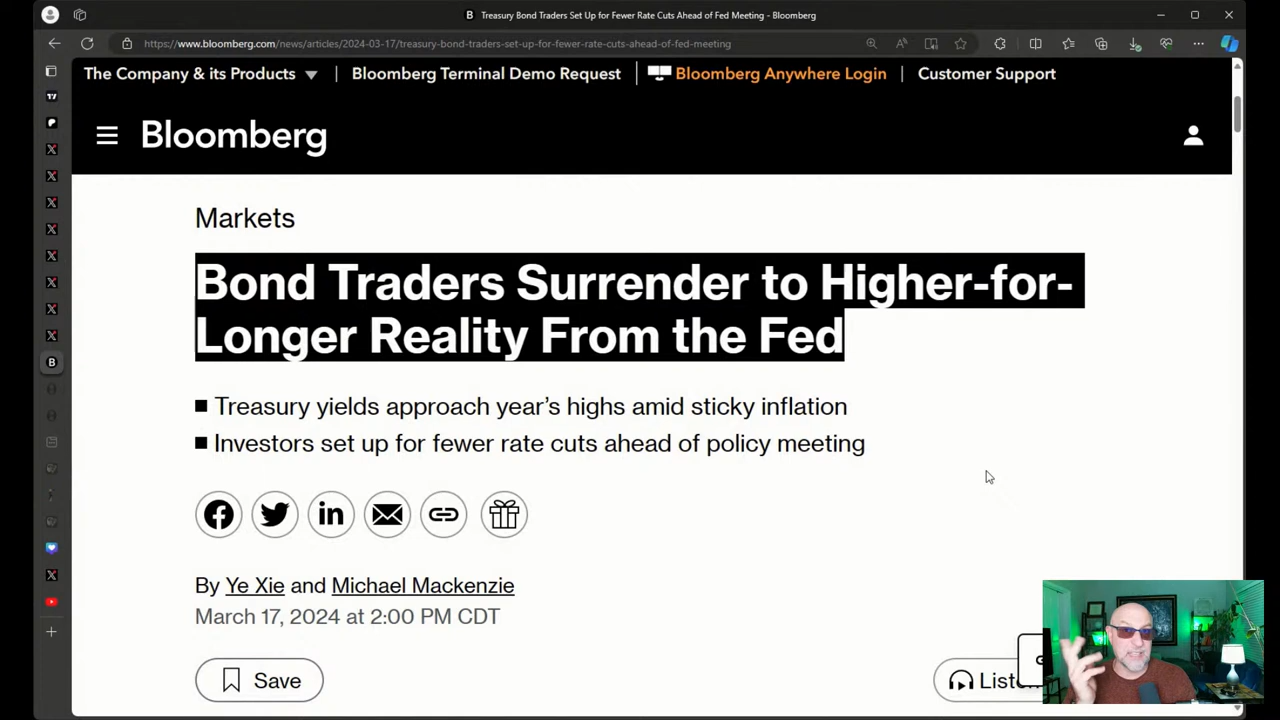 Treasury Bond Traders Set Up for Fewer Rate Cuts Ahead of Fed Meeting - Bloomberg
https://www.bloomberg.com/news/articles/2024-03-17/treasury-bond-traders-set-up-for-fewer-rate-cuts-ahead-of-fed-meeting
The Company & its Products | Bloomberg Terminal Demo Request | Bloomberg Anywhere Login | Customer Support
Bloomberg
Markets
Bond Traders Surrender to Higher-for-
Longer Reality From the Fed
Treasury yields approach year’s highs amid sticky inflation
Investors set up for fewer rate cuts ahead of policy meeting
By Ye Xie and Michael Mackenzie
March 17, 2024 at 2:00 PM CDT
Save